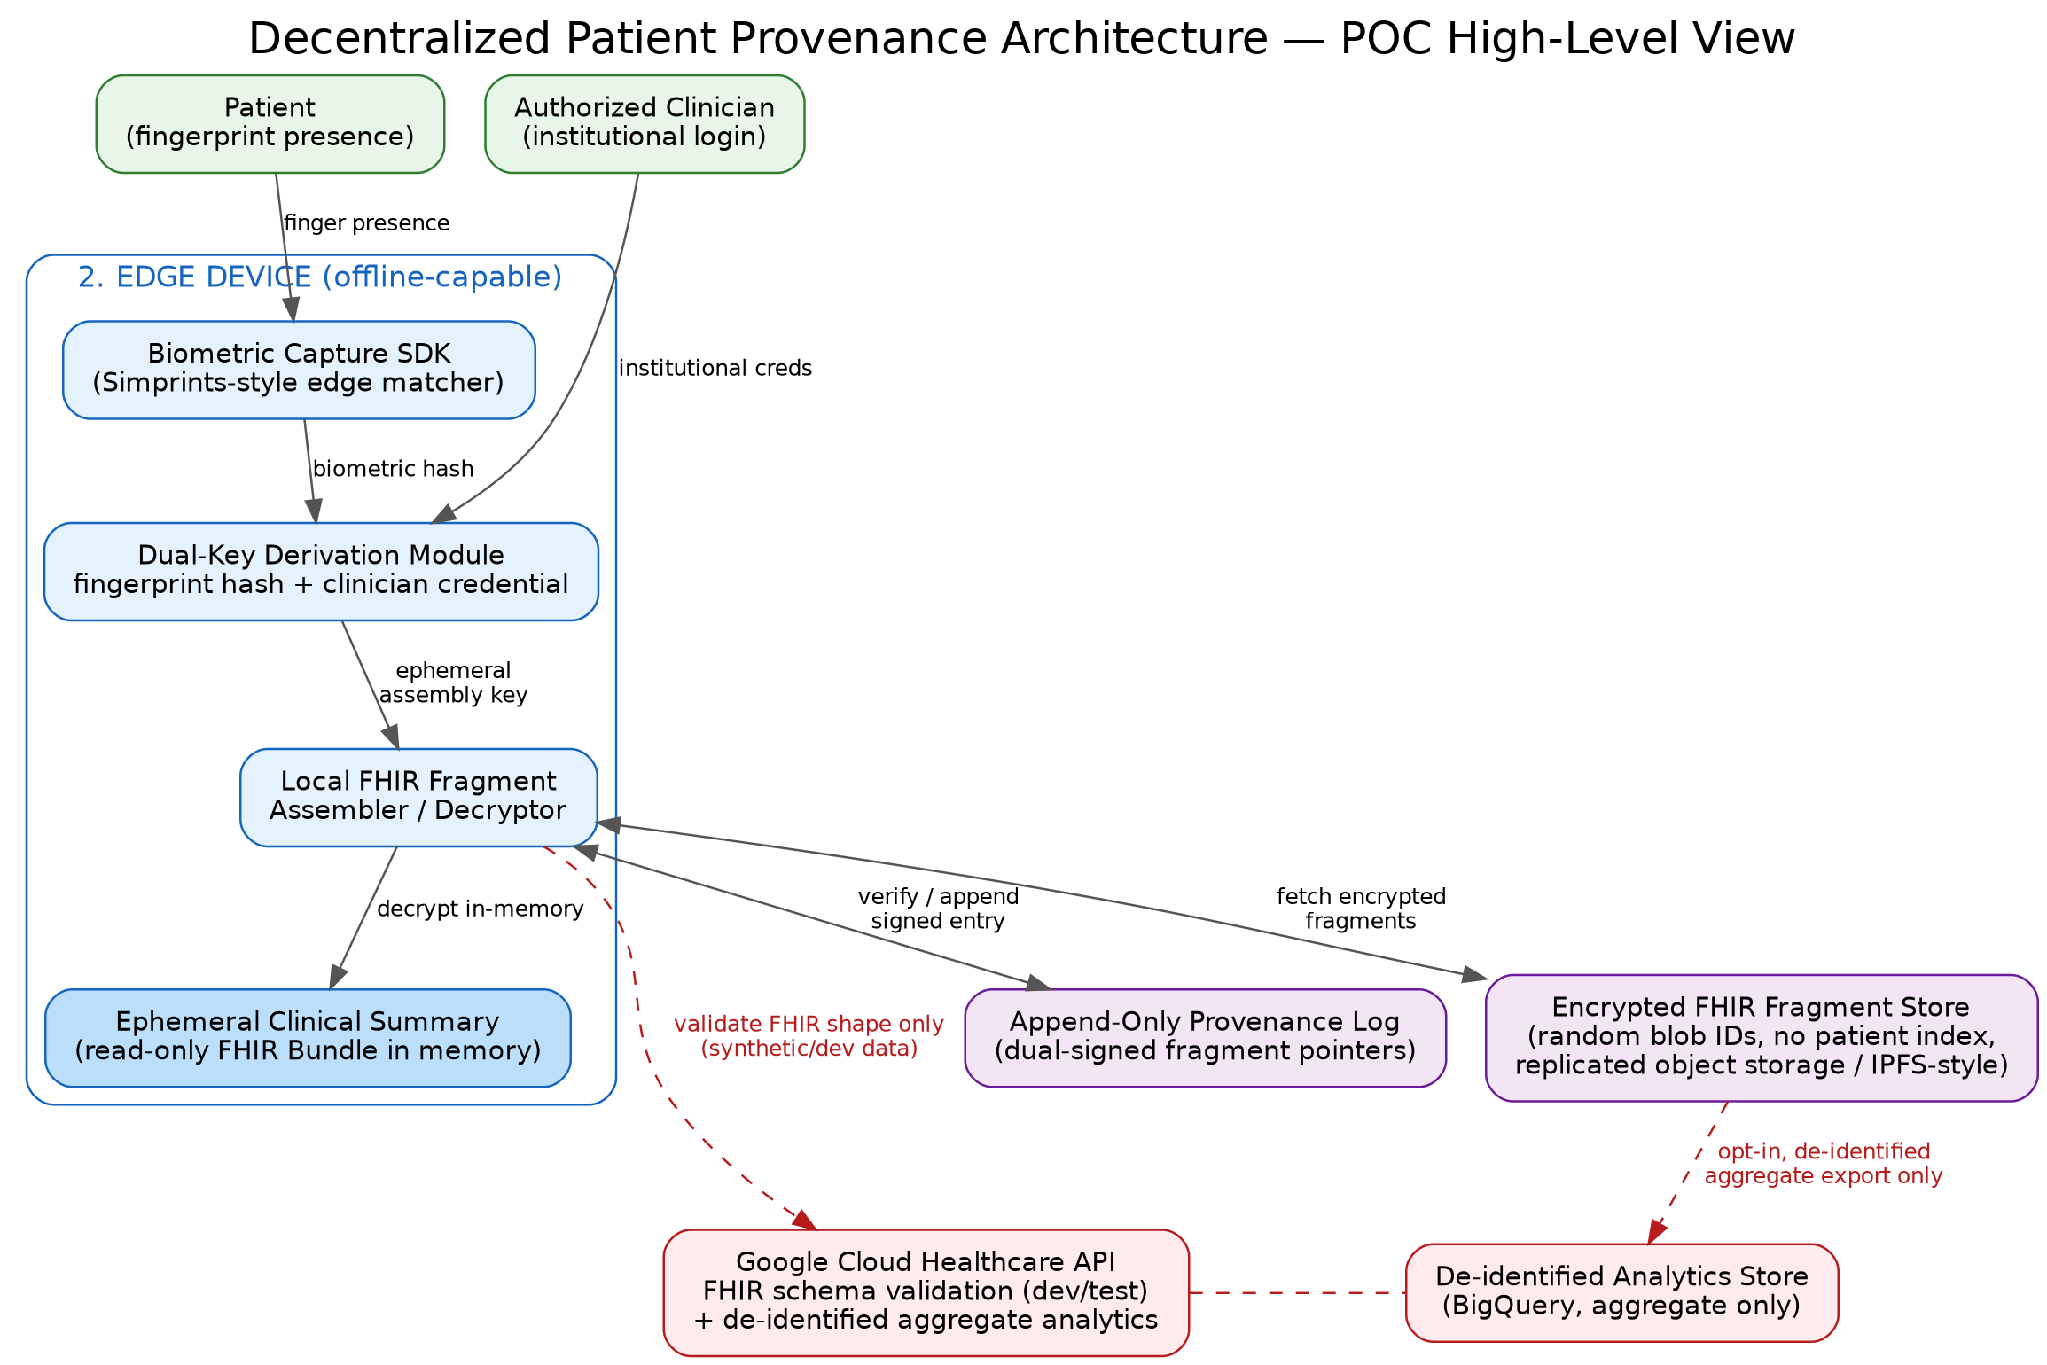 Decentralized Patient Provenance Architecture — POC High-Level View
Patient
(fingerprint presence)
Authorized Clinician
(institutional login)
finger presence
2. EDGE DEVICE (offline-capable)
Biometric Capture SDK
(Simprints-style edge matcher)
institutional creds
biometric hash
Dual-Key Derivation Module
fingerprint hash + clinician credential
ephemeral
assembly key
Local FHIR Fragment
Assembler / Decryptor
decrypt in-memory
verify / append
signed entry
fetch encrypted
fragments
Ephemeral Clinical Summary
(read-only FHIR Bundle in memory)
validate FHIR shape only
(synthetic/dev data)
Append-Only Provenance Log
(dual-signed fragment pointers)
Encrypted FHIR Fragment Store
(random blob IDs, no patient index,
replicated object storage / IPFS-style)
opt-in, de-identified
aggregate export only
Google Cloud Healthcare API
FHIR schema validation (dev/test)
+ de-identified aggregate analytics
De-identified Analytics Store
(BigQuery, aggregate only)